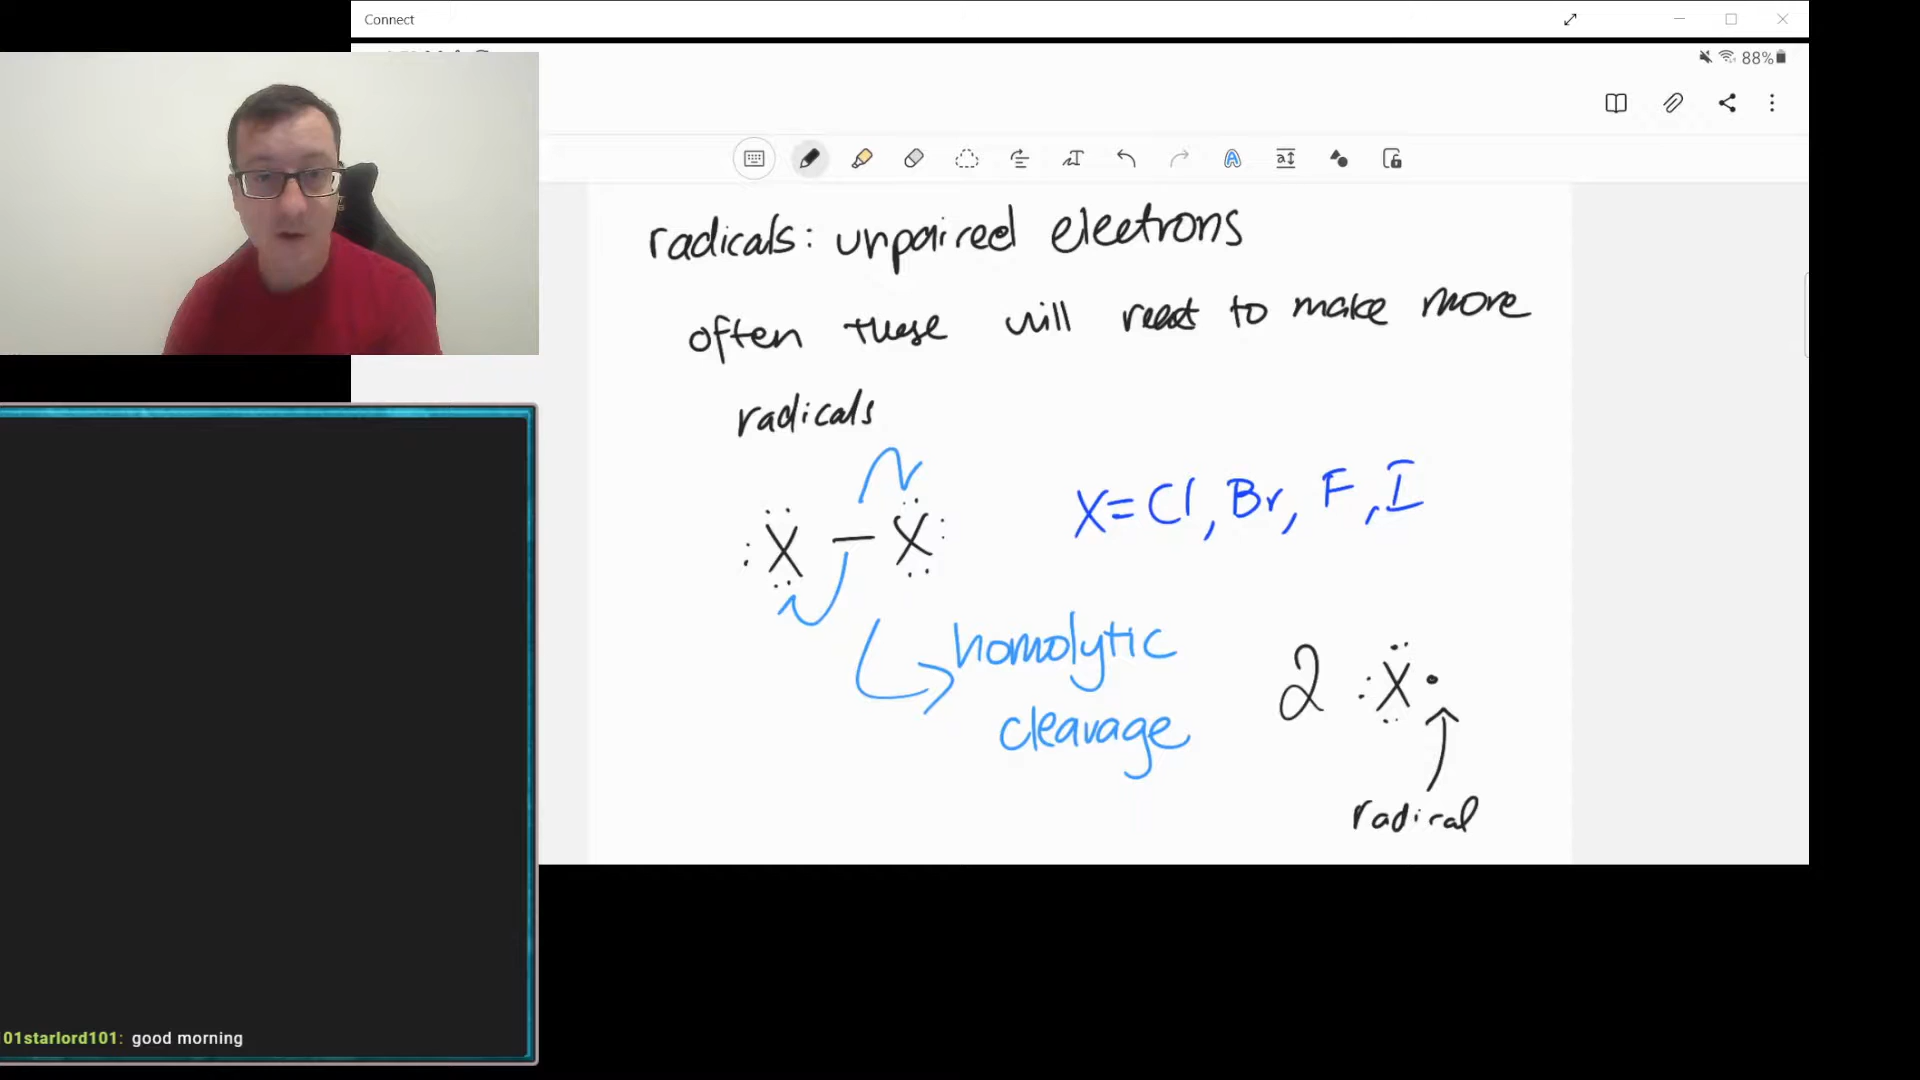 Connect
88%
radicals: unpaired electrons
often these will react to make more
radicals
:X — X:
X = Cl, Br, F, I
homolytic
cleavage
2 :X•
radical
01starlord101: good morning